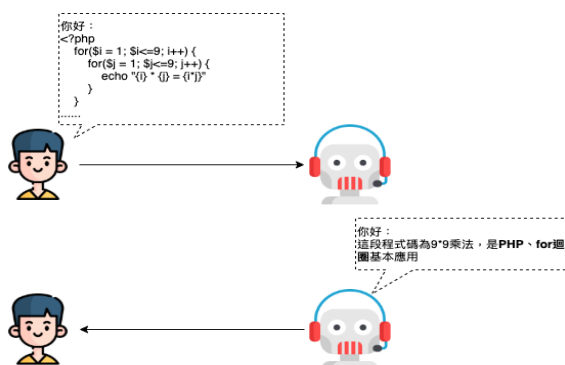 你好：
<?php
for($i = 1; $i<=9; i++) {
for($j = 1; $j<=9; j++) {
echo "{i} * {j} = {i*j}"
}
}
......
你好：
這段程式碼為9*9乘法，是PHP、for迴
圈基本應用